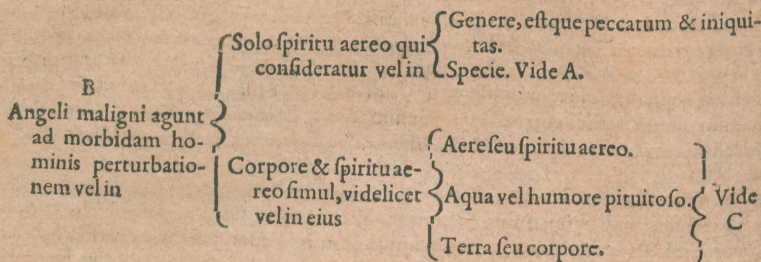 B
Angeli maligni agunt
ad morbidam ho-
minis perturbatio-
nem vel in
Solo ſpiritu aereo qui
conſideratur vel in
Genere, eſtque peccatum & iniqui-
tas.
Specie. Vide A.
Corpore & ſpiritu ae-
reo ſimul, videlicet
vel in eius
Aere ſeu ſpiritu aereo.
Aqua vel humore pituitoſo.
Terra ſeu corpore.
Vide
C